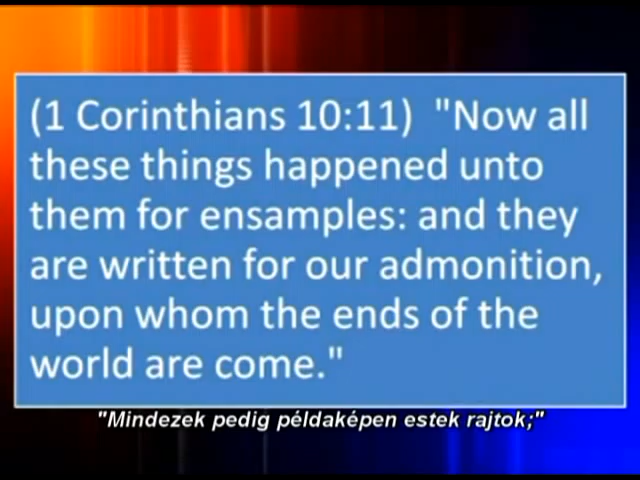 (1 Corinthians 10:11)  "Now all
these things happened unto
them for ensamples: and they
are written for our admonition,
upon whom the ends of the
world are come."
"Mindezek pedig példaképen estek rajtok;"